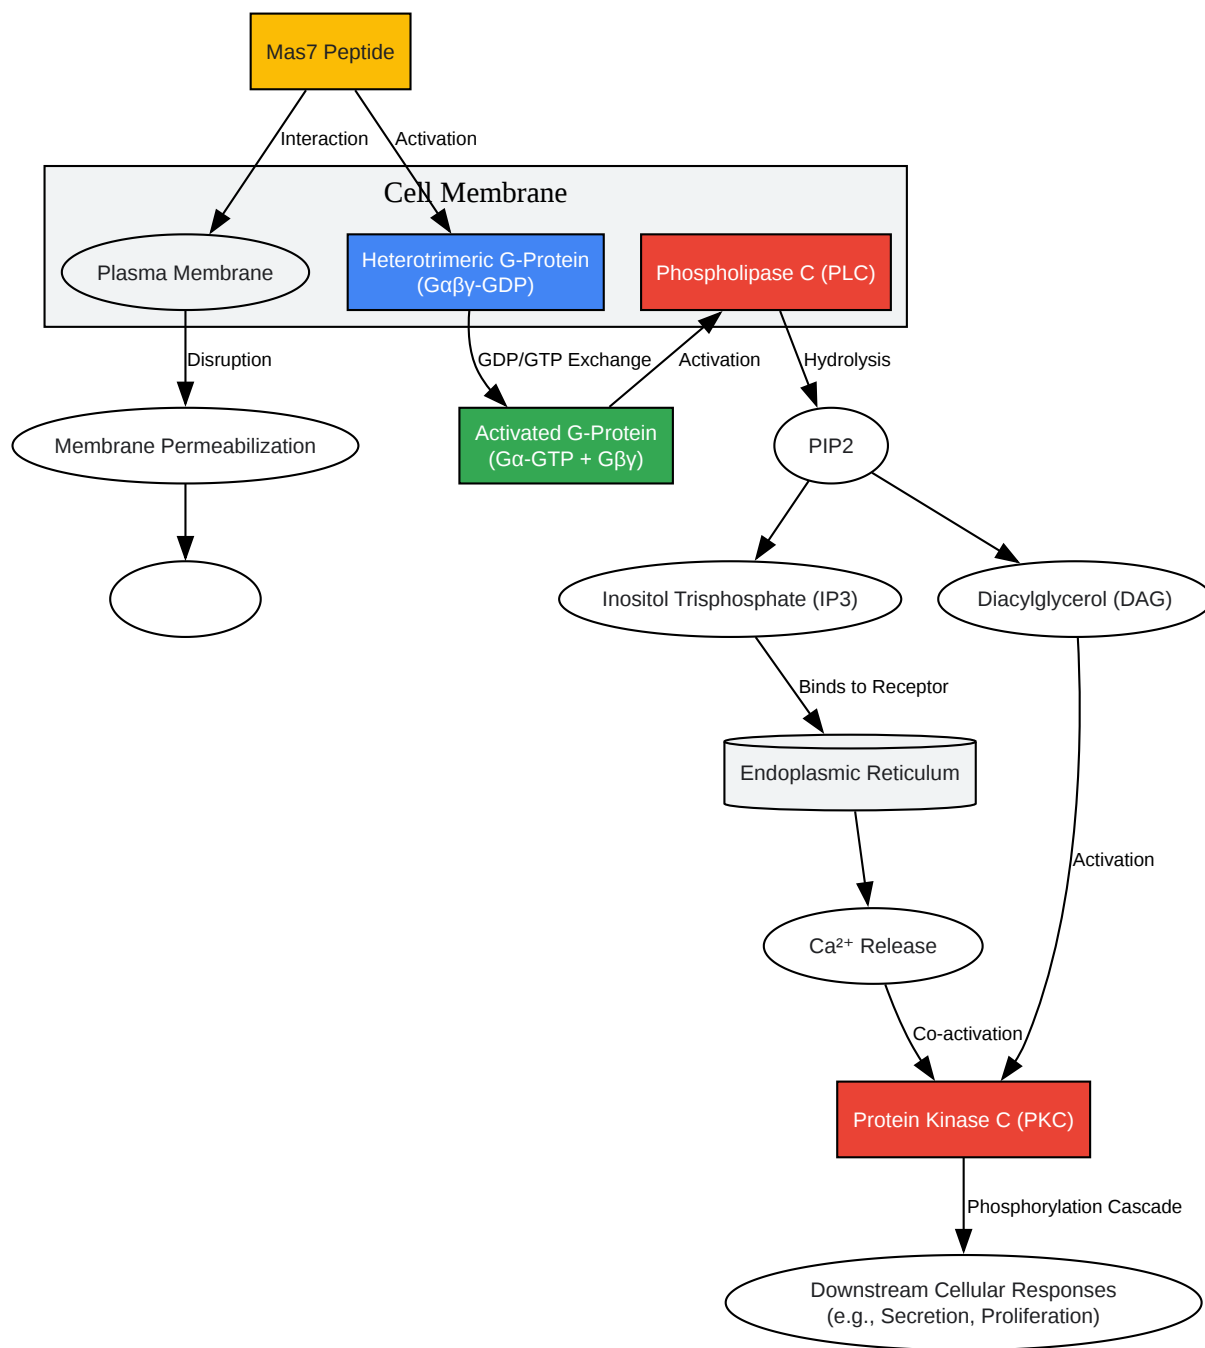 Mas7 Peptide
Interaction
Activation
Cell Membrane
Plasma Membrane
Heterotrimeric G-Protein
(Gαβγ-GDP)
Phospholipase C (PLC)
Disruption
GDP/GTP Exchange
Activation
Hydrolysis
Membrane Permeabilization
Activated G-Protein
(Gα-GTP + Gβγ)
PIP2
Inositol Trisphosphate (IP3)
Diacylglycerol (DAG)
Binds to Receptor
Endoplasmic Reticulum
Activation
Ca²⁺ Release
Co-activation
Protein Kinase C (PKC)
Phosphorylation Cascade
Downstream Cellular Responses
(e.g., Secretion, Proliferation)